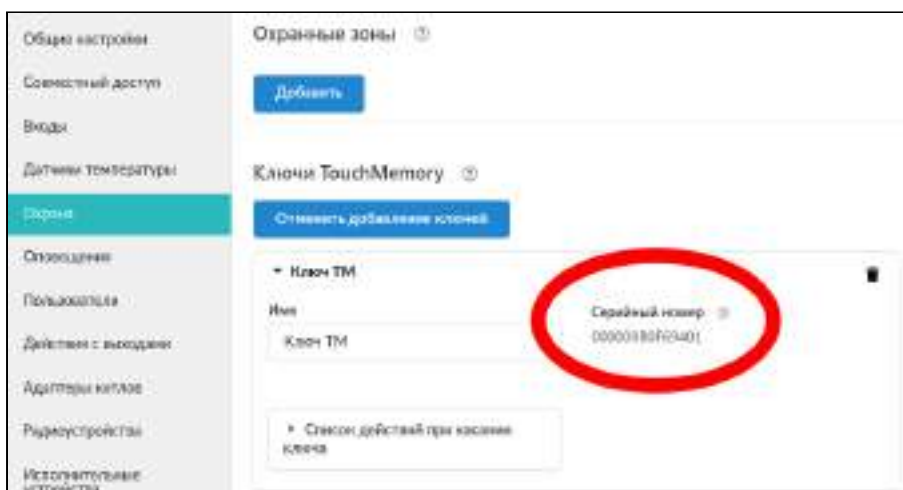 Общие настройки
Совместный доступ
Входы
Датчики температуры
Охрана
Оповещения
Пользователи
Действия с выходами
Адаптеры котлов
Радиоустройства
Исполнительные
устройства
Охранные зоны
Добавить
Ключи TouchMemory
Отменить добавление ключей
Ключ ТМ
Имя
Ключ ТМ
Серийный номер
Список действий при касании
ключа